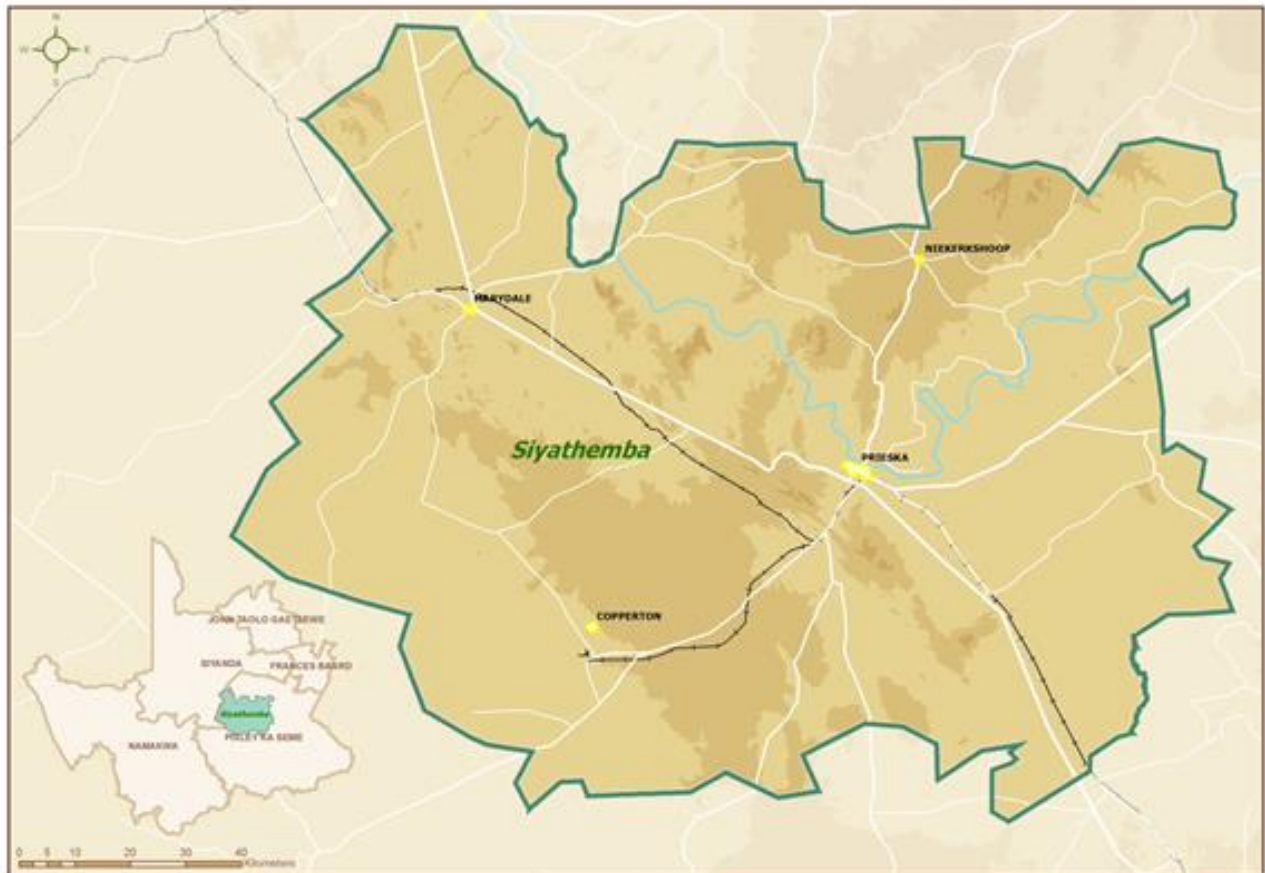 N
W E
S
NIEKERKSHOOP
MARYDALE
Siyathemba
PRIESKA
COPPERTON
JOHN TAOLO GAETSEWE
SIYANDA
FRANCES BAARD
Siyathemba
PIXLEY KA SEME
NAMAKWA
0 5 10 20 30 40
Kilometers